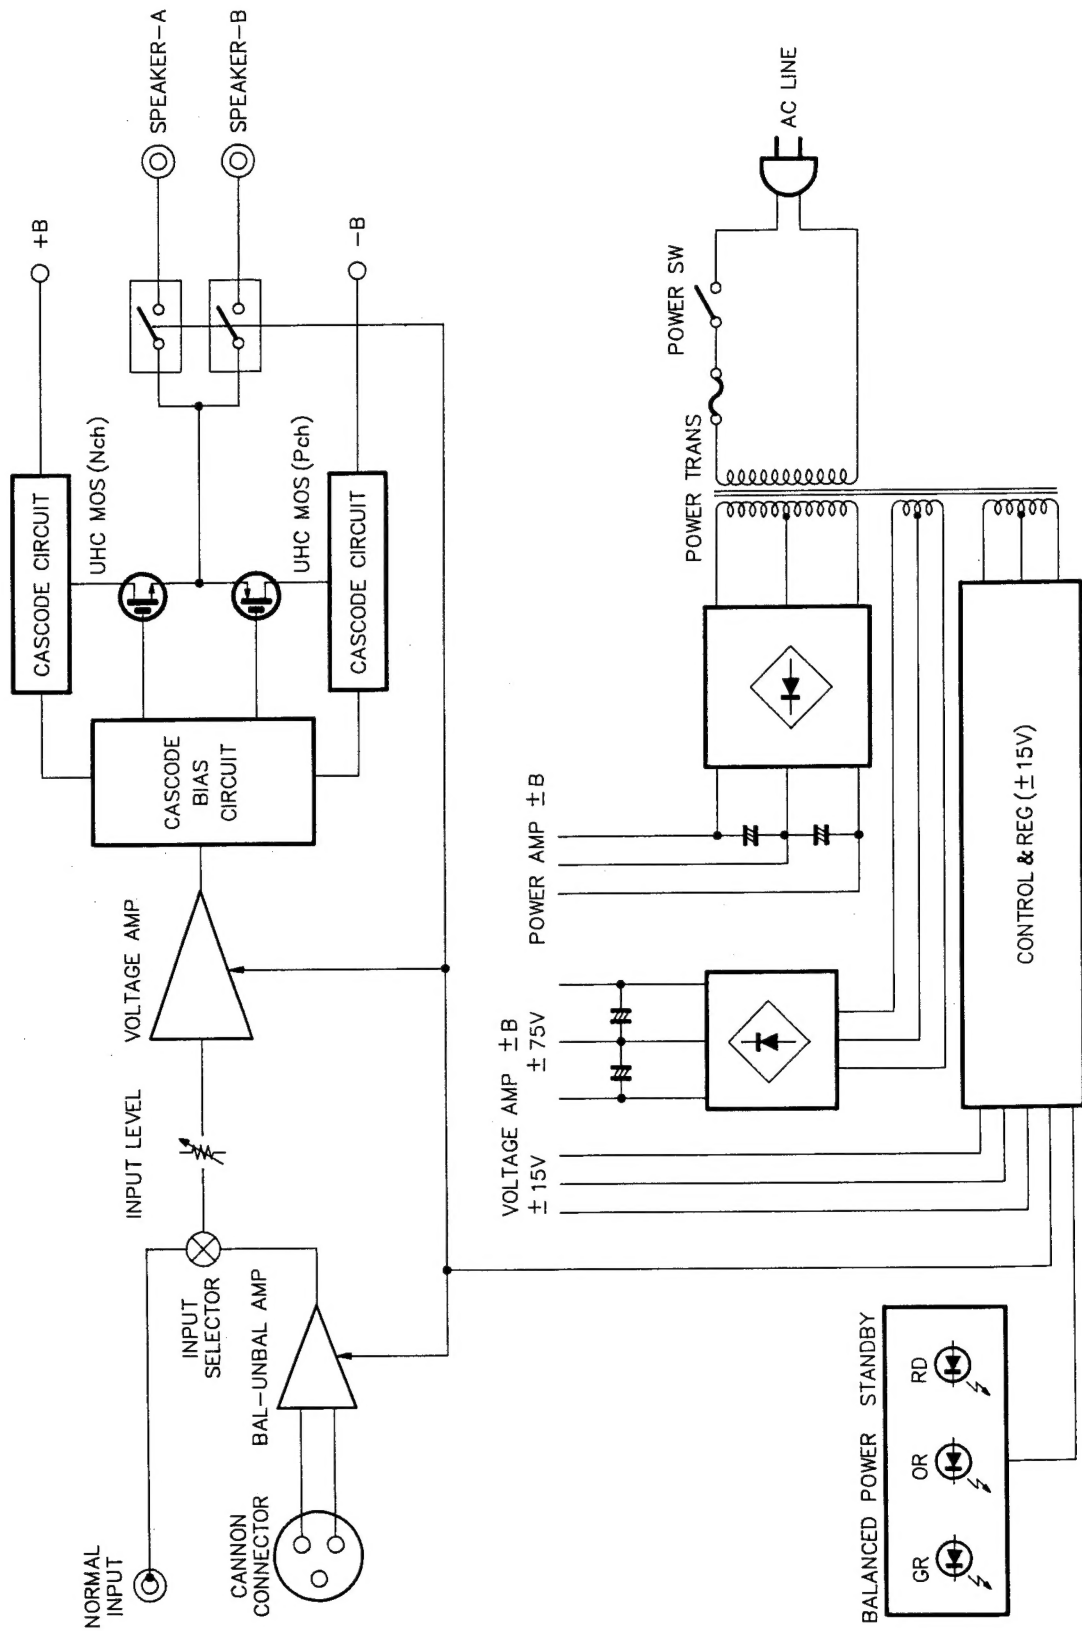 NORMAL
INPUT
CANNON
CONNECTOR
BAL-UNBAL AMP
INPUT
SELECTOR
INPUT LEVEL
VOLTAGE AMP
CASCODE
BIAS
CIRCUIT
CASCODE CIRCUIT
UHC MOS (Nch)
UHC MOS (Pch)
CASCODE CIRCUIT
+B
-B
SPEAKER-A
SPEAKER-B
VOLTAGE AMP ±B
±15V ±75V
POWER AMP ±B
POWER TRANS
POWER SW
AC LINE
CONTROL & REG (±15V)
BALANCED POWER STANDBY
GR OR RD